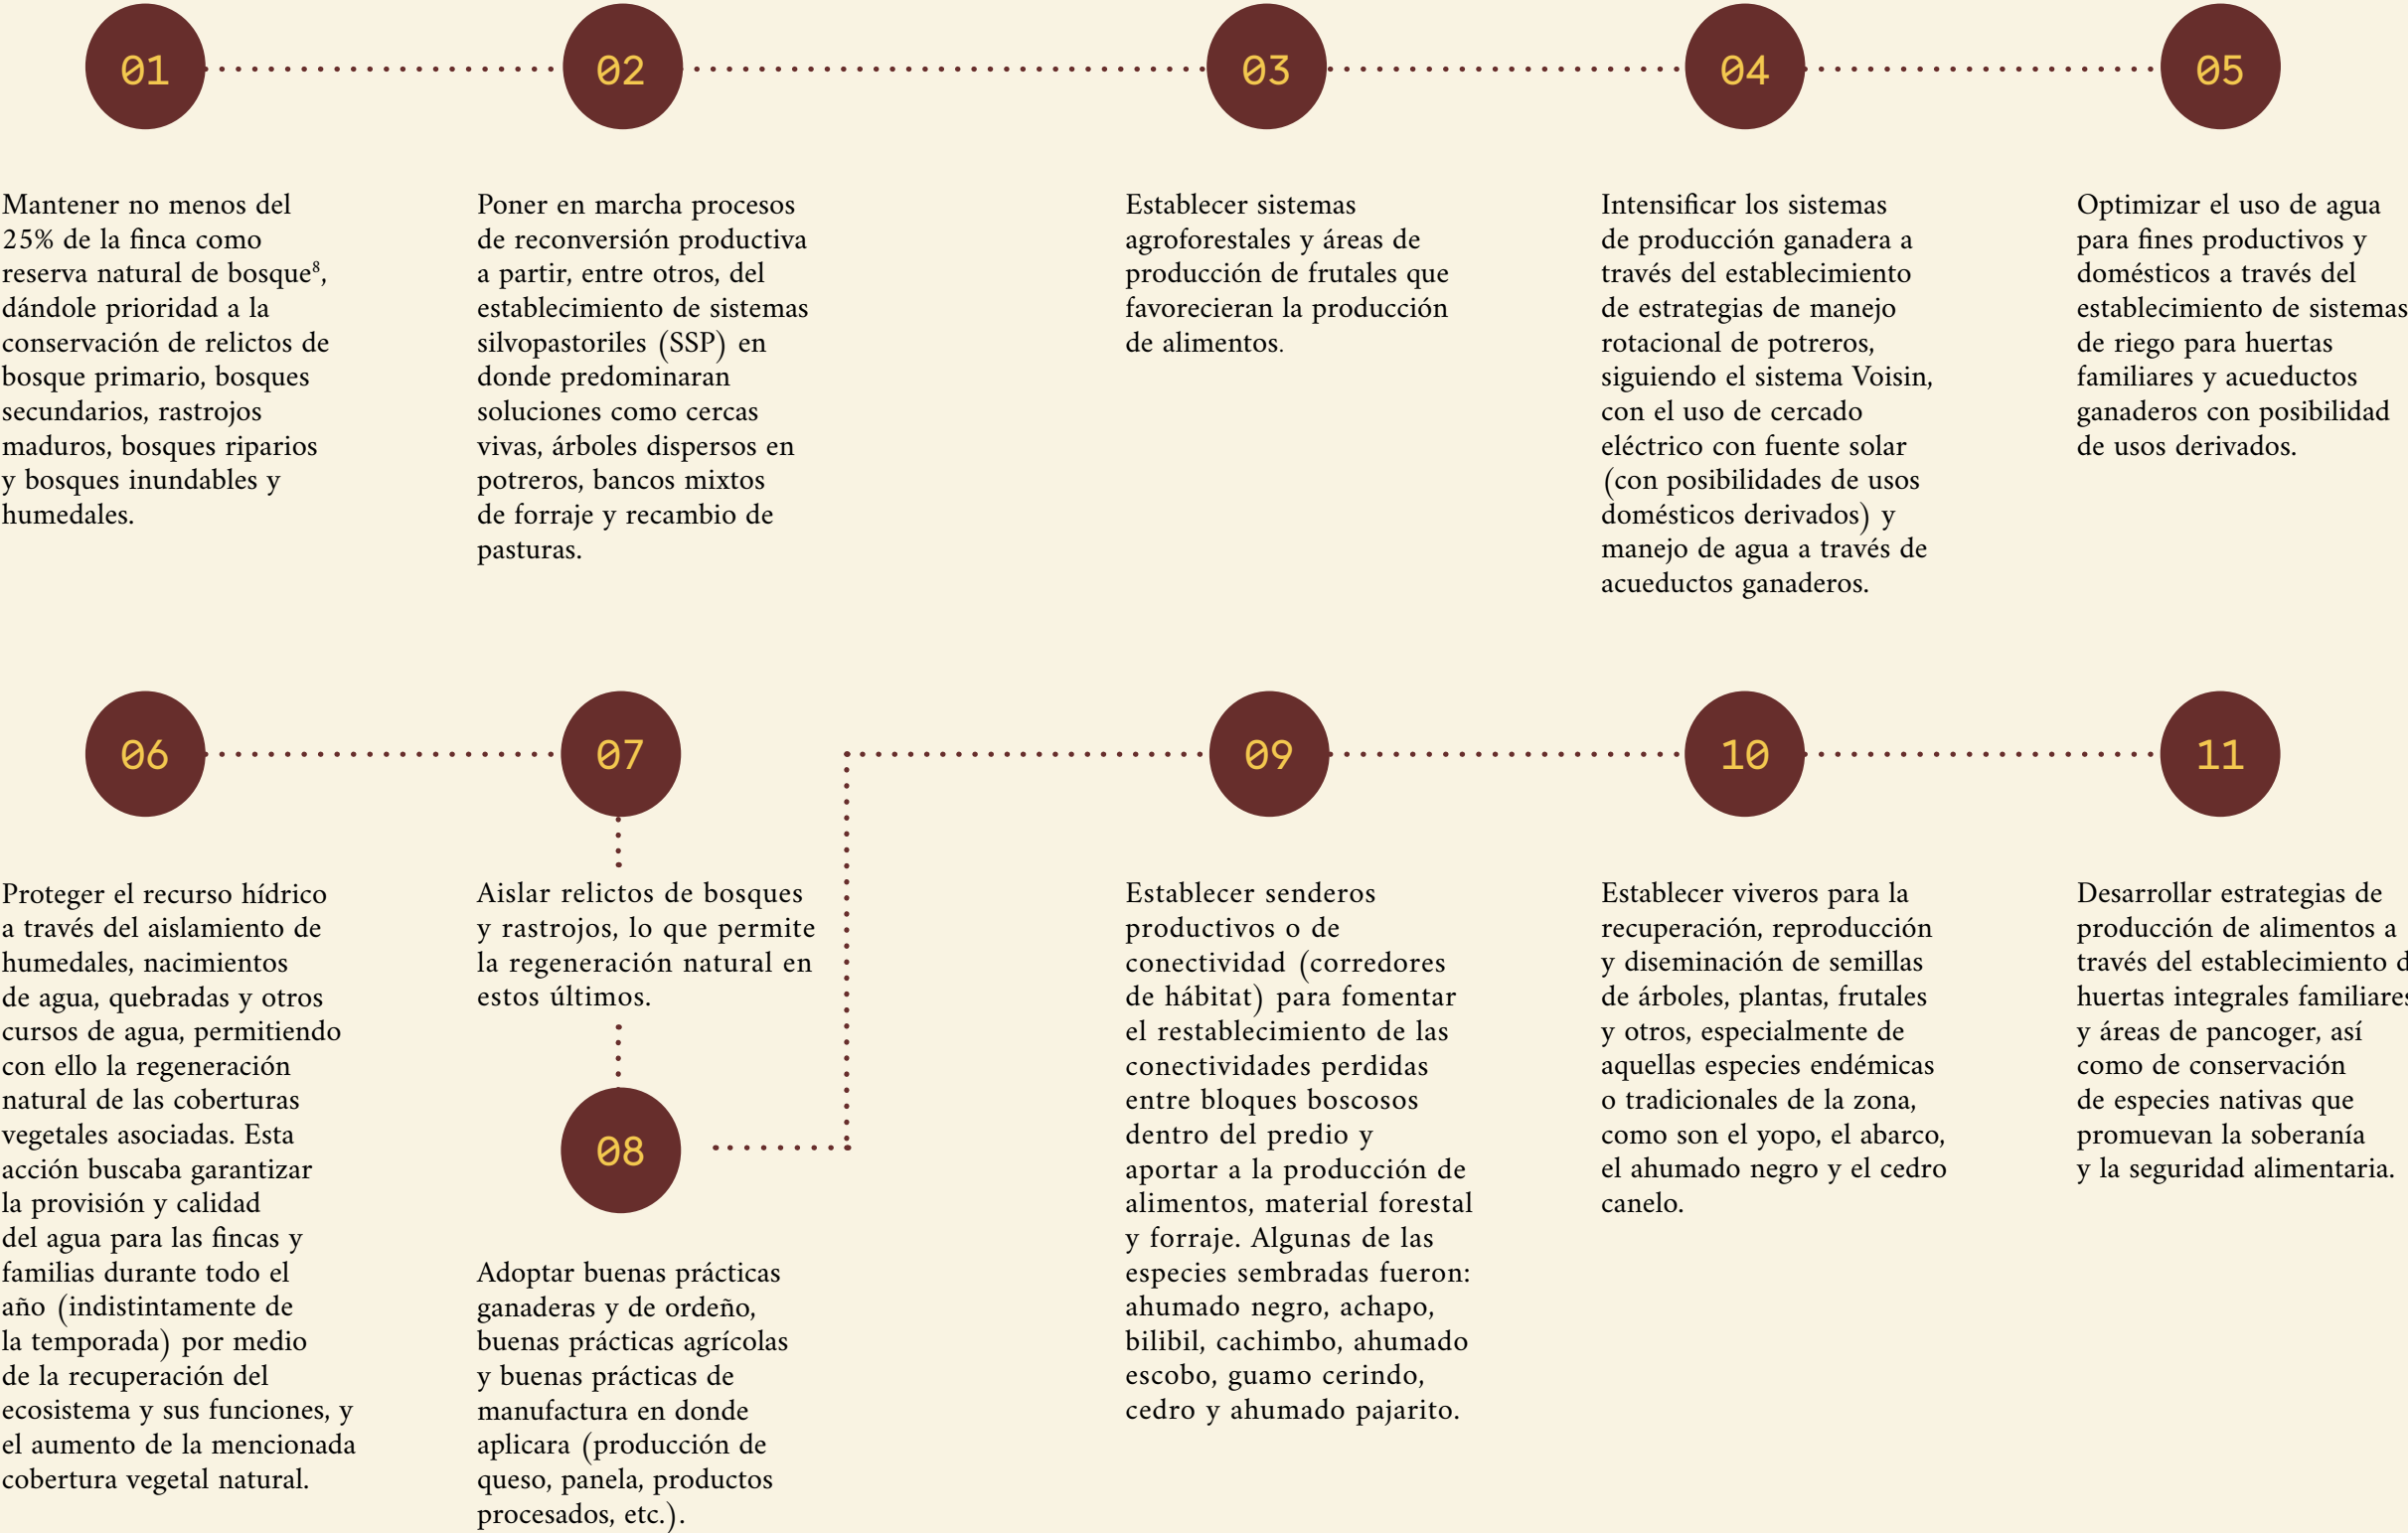 01
Mantener no menos del
25% de la finca como
reserva natural de bosque⁸,
dándole prioridad a la
conservación de relictos de
bosque primario, bosques
secundarios, rastrojos
maduros, bosques riparios
y bosques inundables y
humedales.
02
Poner en marcha procesos
de reconversión productiva
a partir, entre otros, del
establecimiento de sistemas
silvopastoriles (SSP) en
donde predominaran
soluciones como cercas
vivas, árboles dispersos en
potreros, bancos mixtos
de forraje y recambio de
pasturas.
03
Establecer sistemas
agroforestales y áreas de
producción de frutales que
favorecieran la producción
de alimentos.
04
Intensificar los sistemas
de producción ganadera a
través del establecimiento
de estrategias de manejo
rotacional de potreros,
siguiendo el sistema Voisin,
con el uso de cercado
eléctrico con fuente solar
(con posibilidades de usos
domésticos derivados) y
manejo de agua a través de
acueductos ganaderos.
05
Optimizar el uso de agua
para fines productivos y
domésticos a través del
establecimiento de sistemas
de riego para huertas
familiares y acueductos
ganaderos con posibilidad
de usos derivados.
06
Proteger el recurso hídrico
a través del aislamiento de
humedales, nacimientos
de agua, quebradas y otros
cursos de agua, permitiendo
con ello la regeneración
natural de las coberturas
vegetales asociadas. Esta
acción buscaba garantizar
la provisión y calidad
del agua para las fincas y
familias durante todo el
año (indistintamente de
la temporada) por medio
de la recuperación del
ecosistema y sus funciones, y
el aumento de la mencionada
cobertura vegetal natural.
07
Aislar relictos de bosques
y rastrojos, lo que permite
la regeneración natural en
estos últimos.
08
Adoptar buenas prácticas
ganaderas y de ordeño,
buenas prácticas agrícolas
y buenas prácticas de
manufactura en donde
aplicara (producción de
queso, panela, productos
procesados, etc.).
09
Establecer senderos
productivos o de
conectividad (corredores
de hábitat) para fomentar
el restablecimiento de las
conectividades perdidas
entre bloques boscosos
dentro del predio y
aportar a la producción de
alimentos, material forestal
y forraje. Algunas de las
especies sembradas fueron:
ahumado negro, achapo,
bilibil, cachimbo, ahumado
escobo, guamo cerindo,
cedro y ahumado pajarito.
10
Establecer viveros para la
recuperación, reproducción
y diseminación de semillas
de árboles, plantas, frutales
y otros, especialmente de
aquellas especies endémicas
o tradicionales de la zona,
como son el yopo, el abarco,
el ahumado negro y el cedro
canelo.
11
Desarrollar estrategias de
producción de alimentos a
través del establecimiento d
huertas integrales familiares
y áreas de pancoger, así
como de conservación
de especies nativas que
promuevan la soberanía
y la seguridad alimentaria.